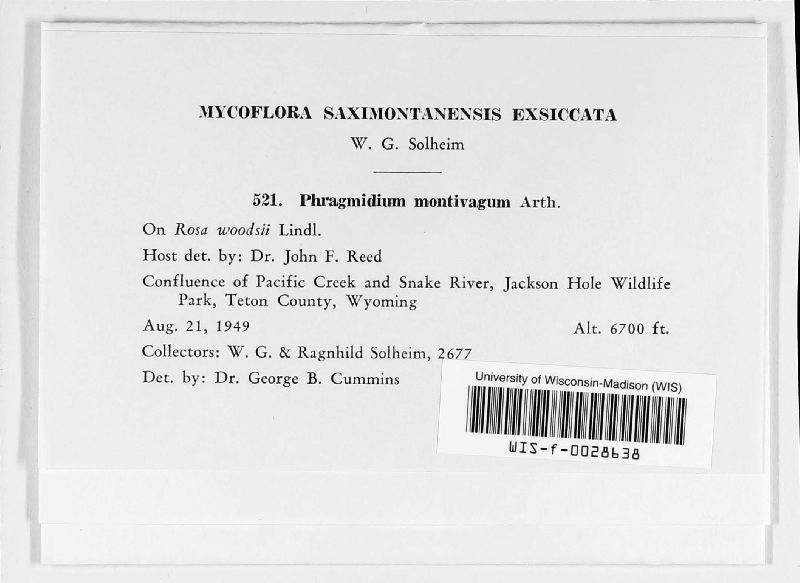 MYCOFLORA SAXIMONTANENSIS EXSICCATA
W. G. Solheim
521. Phragmidium montivagum Arth.
On Rosa woodsii Lindl.
Host det. by: Dr. John F. Reed
Confluence of Pacific Creek and Snake River, Jackson Hole Wildlife
Park, Teton County, Wyoming
Aug. 21, 1949 Alt. 6700 ft.
Collectors: W. G. & Ragnhild Solheim, 2677
Det. by: Dr. George B. Cummins
University of Wisconsin-Madison (WIS)
WIS-f-0028638